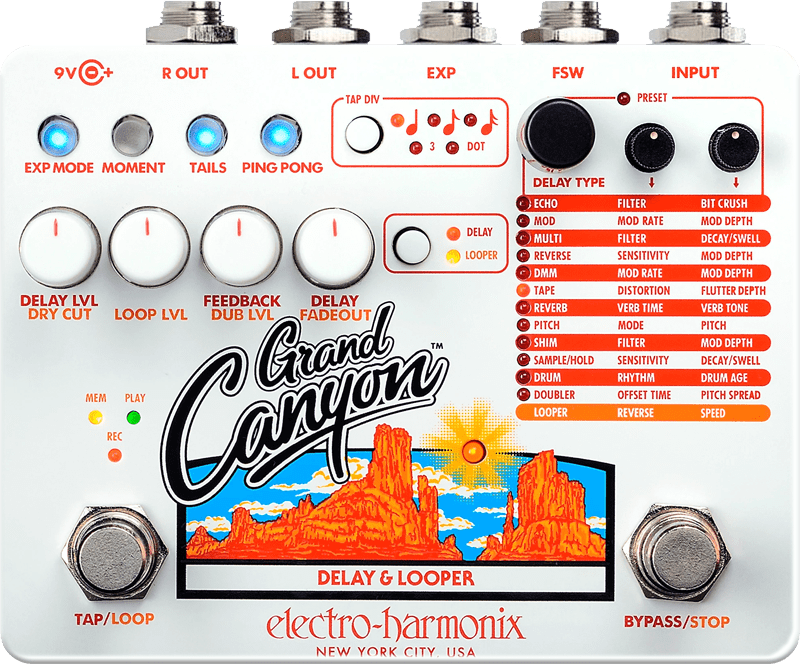 9V - +
R OUT
L OUT
EXP
FSW
INPUT
TAP DIV
PRESET
3
DOT
EXP MODE
MOMENT
TAILS
PING PONG
DELAY TYPE
ECHO FILTER BIT CRUSH
MOD MOD RATE MOD DEPTH
MULTI FILTER DECAY/SWELL
REVERSE SENSITIVITY MOD DEPTH
DMM MOD RATE MOD DEPTH
TAPE DISTORTION FLUTTER DEPTH
REVERB VERB TIME VERB TONE
PITCH MODE PITCH
SHIM FILTER MOD DEPTH
SAMPLE/HOLD SENSITIVITY DECAY/SWELL
DRUM RHYTHM DRUM AGE
DOUBLER OFFSET TIME PITCH SPREAD
LOOPER REVERSE SPEED
DELAY
LOOPER
DELAY LVL
DRY CUT
LOOP LVL
FEEDBACK
DUB LVL
DELAY
FADEOUT
Grand
Canyon™
MEM
PLAY
REC
DELAY & LOOPER
TAP/LOOP
BYPASS/STOP
electro-harmonix
NEW YORK CITY, USA